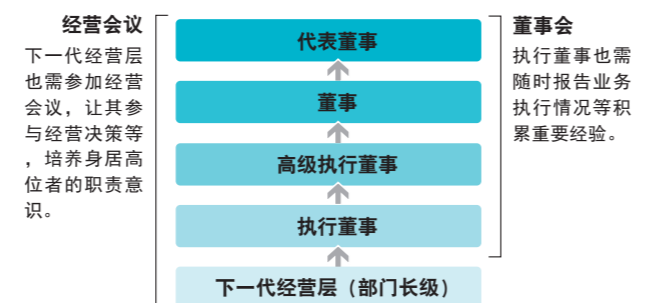 经营会议
下一代经营层
也需参加经营
会议，让其参
与经营决策等
，培养身居高
位者的职责意
识。
代表董事
董事
高级执行董事
执行董事
下一代经营层（部门长级）
董事会
执行董事也需
随时报告业务
执行情况等积
累重要经验。